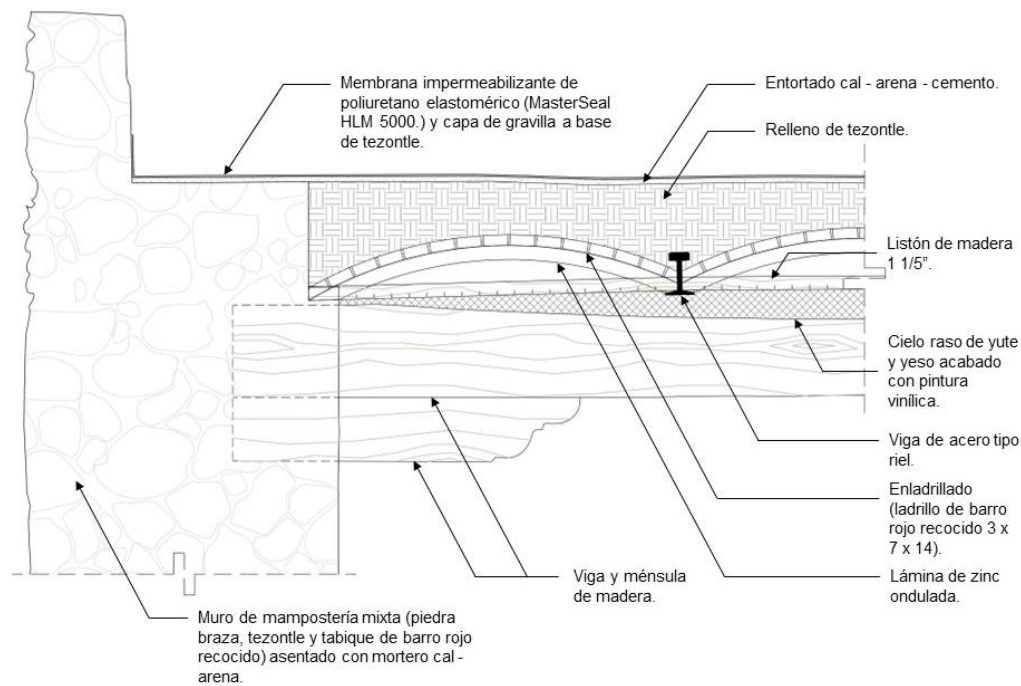 Membrana impermeabilizante de
poliuretano elastomérico (MasterSeal
HLM 5000.) y capa de gravilla a base
de tezontle.
Entortado cal - arena - cemento.
Relleno de tezontle.
Listón de madera
1 1/5”.
Cielo raso de yute
y yeso acabado
con pintura
vinílica.
Viga de acero tipo
riel.
Enladrillado
(ladrillo de barro
rojo recocido 3 x
7 x 14).
Lámina de zinc
ondulada.
Viga y ménsula
de madera.
Muro de mampostería mixta (piedra
braza, tezontle y tabique de barro rojo
recocido) asentado con mortero cal -
arena.